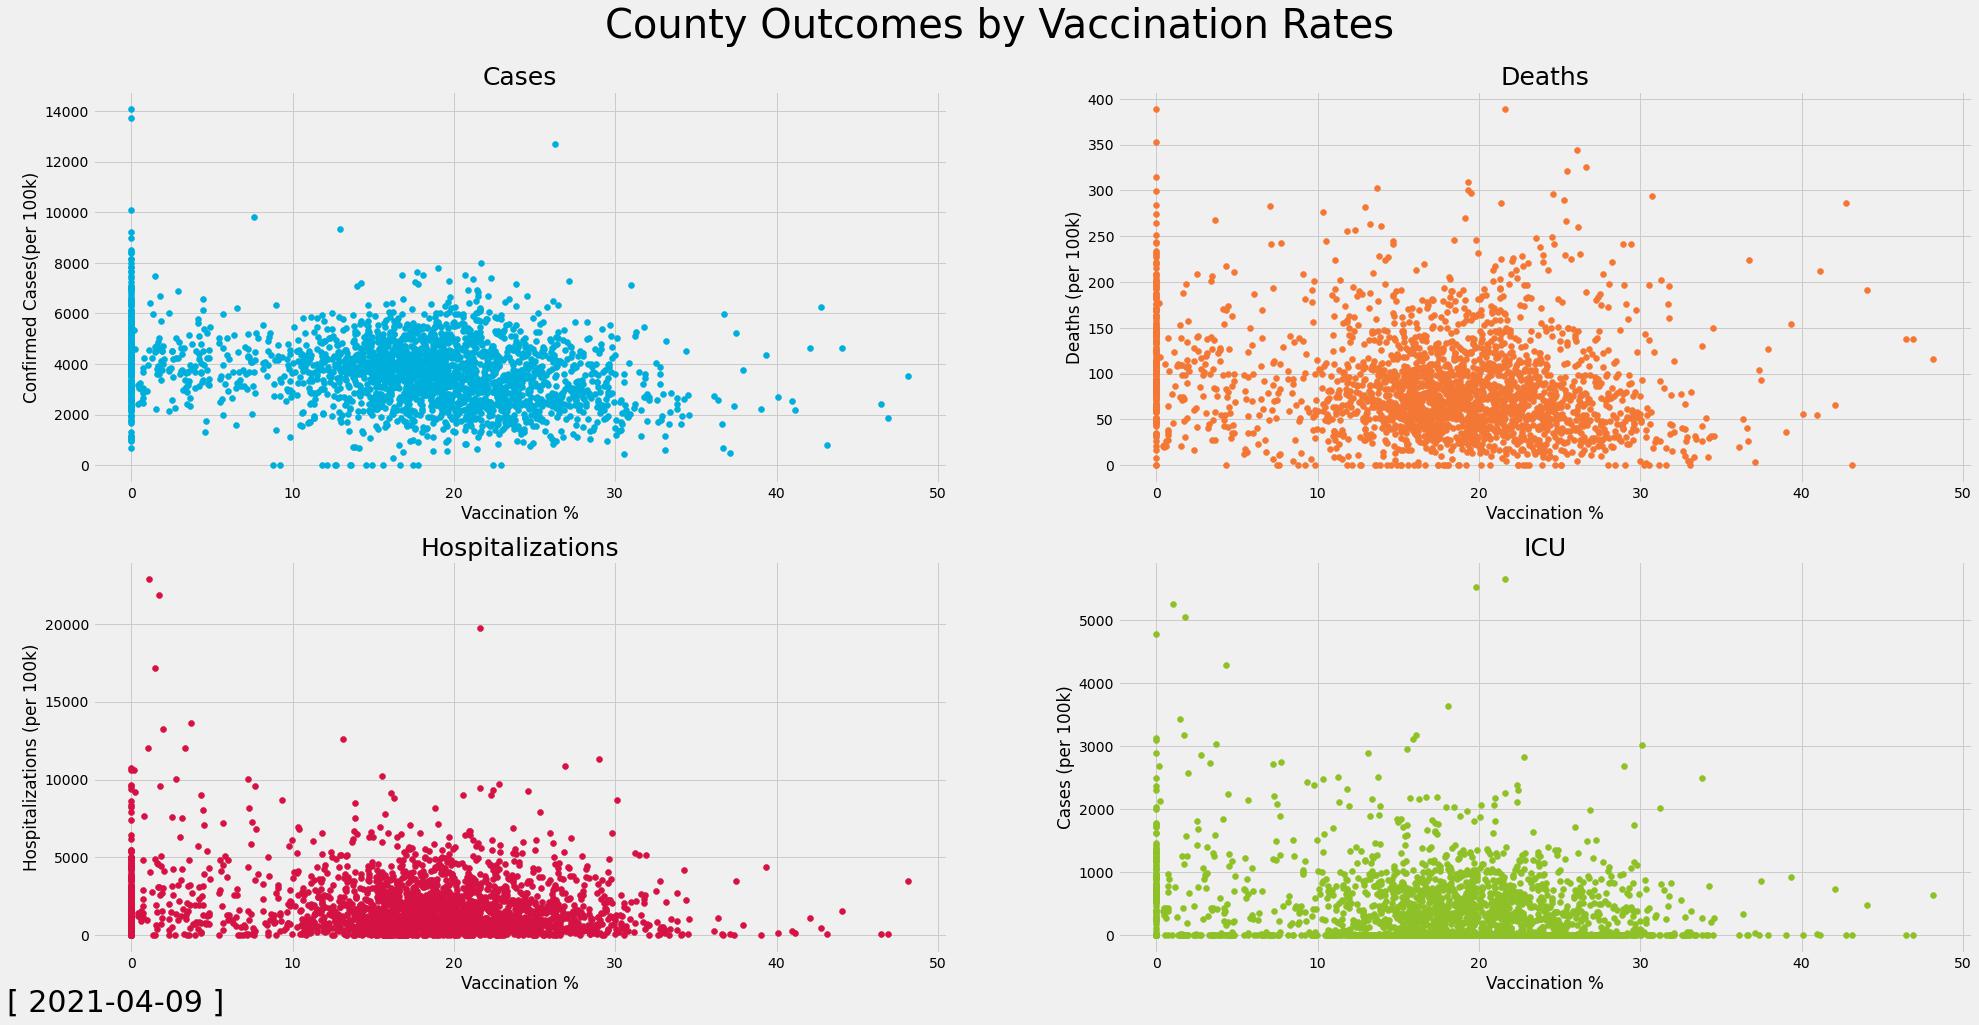 County Outcomes by Vaccination Rates
Cases
Confirmed Cases(per 100k)
14000
12000
10000
8000
6000
4000
2000
0
0 10 20 30 40 50
Vaccination %
Deaths
Deaths (per 100k)
400
350
300
250
200
150
100
50
0
0 10 20 30 40 50
Vaccination %
Hospitalizations
Hospitalizations (per 100k)
20000
15000
10000
5000
0
0 10 20 30 40 50
Vaccination %
ICU
Cases (per 100k)
5000
4000
3000
2000
1000
0
0 10 20 30 40 50
Vaccination %
[ 2021-04-09 ]